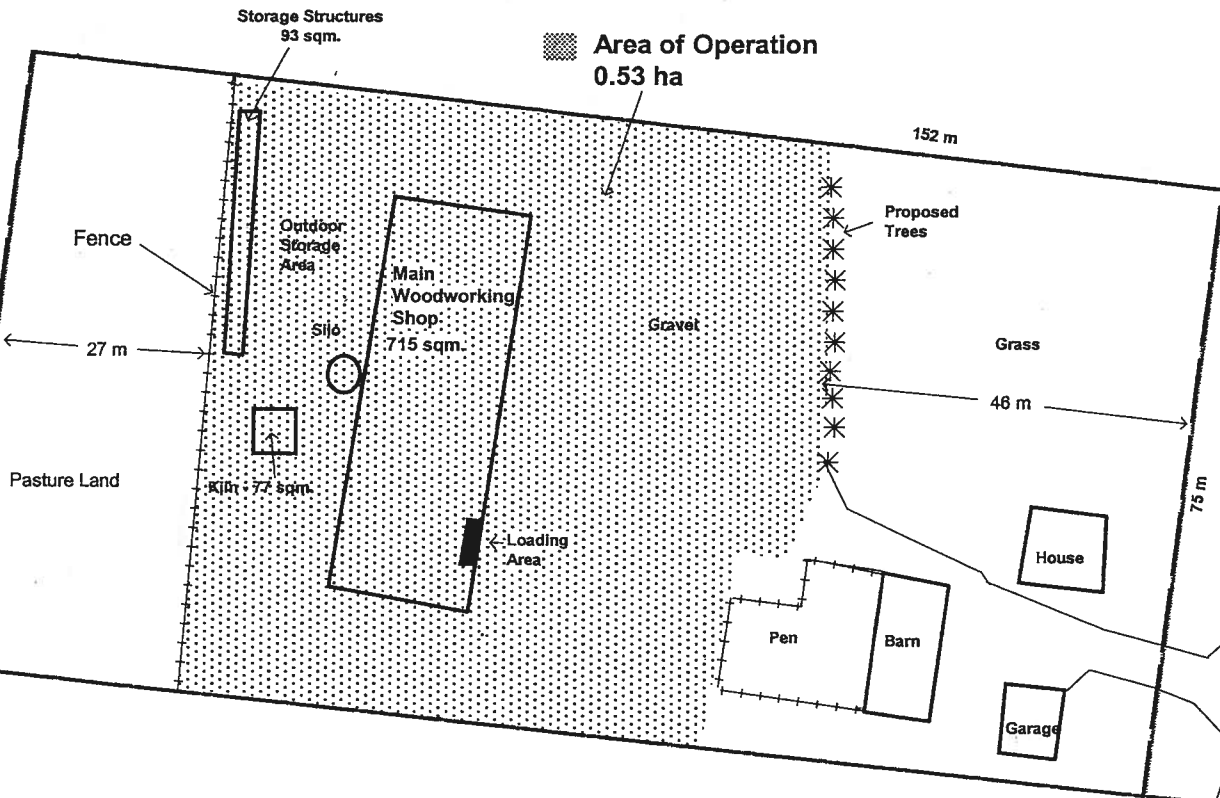 Storage Structures
93 sqm.
Area of Operation
0.53 ha
152 m
Proposed
Trees
Outdoor
Storage
Area
Fence
Main
Woodworking
Shop
715 sqm.
Silo
Gravel
Grass
27 m
46 m
Pasture Land
Kiln - 77 sqm.
75 m
Loading
Area
House
Pen
Barn
Garage